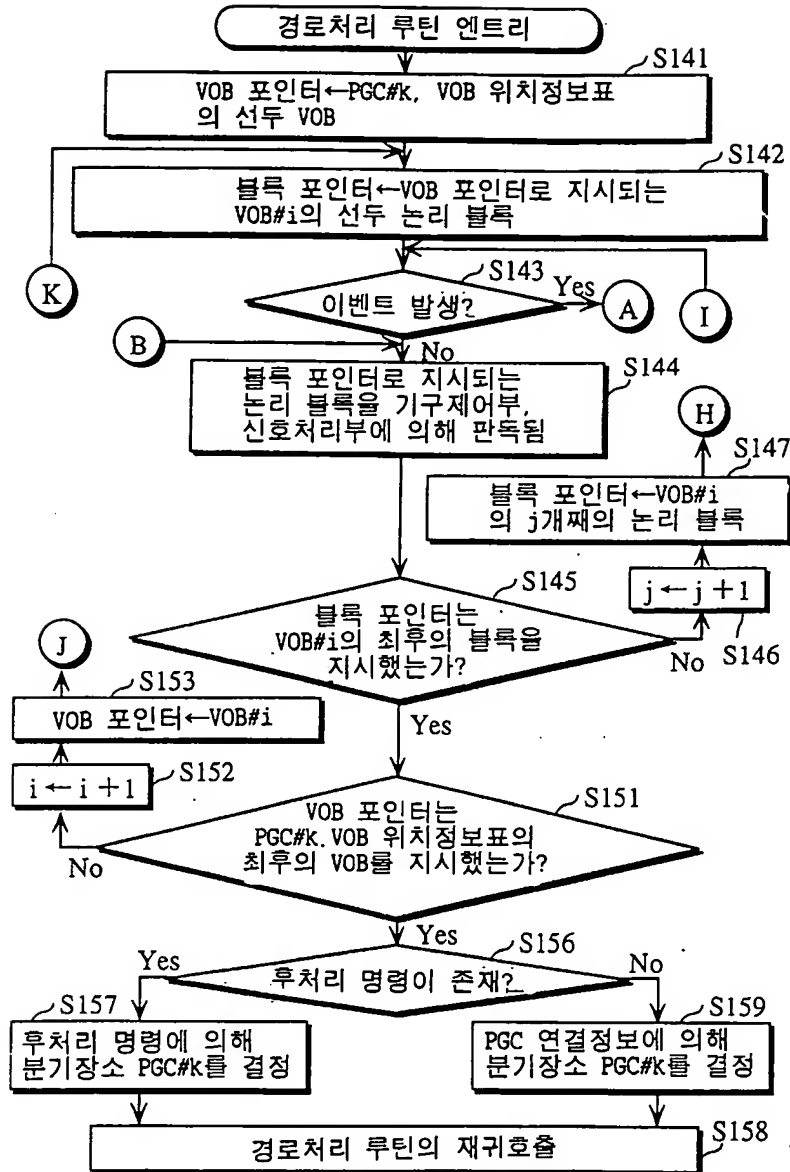 경로처리 루틴 엔트리
S141
VOB 포인터←PGC#k. VOB 위치정보표
의 선두 VOB
S142
블록 포인터←VOB 포인터로 지시되는
VOB#i의 선두 논리 블록
K
S143
이벤트 발생?
Yes
A
I
B
No
S144
블록 포인터로 지시되는
논리 블록을 기구제어부,
신호처리부에 의해 판독됨
H
S147
블록 포인터←VOB#i
의 j개째의 논리 블록
j←j+1
S146
S145
블록 포인터는
VOB#i의 최후의 블록을
지시했는가?
No
Yes
J
S153
VOB 포인터←VOB#i
S152
i←i+1
S151
VOB 포인터는
PGC#k.VOB 위치정보표의
최후의 VOB를 지시했는가?
No
Yes
S156
후처리 명령이 존재?
Yes
No
S157
후처리 명령에 의해
분기장소 PGC#k를 결정
S159
PGC 연결정보에 의해
분기장소 PGC#k를 결정
S158
경로처리 루틴의 재귀호출